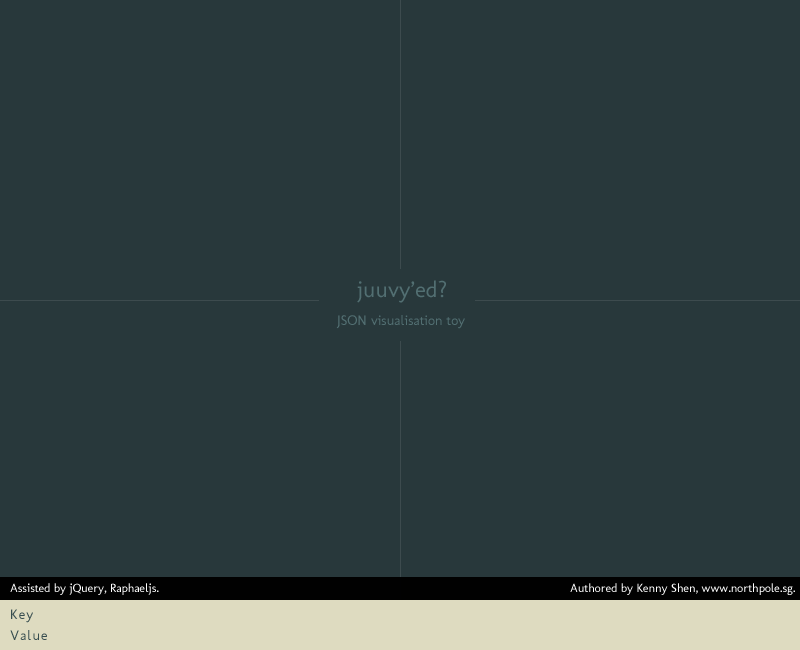 juuvy'ed?
JSON visualisation toy
Assisted by jQuery, Raphaeljs.
Authored by Kenny Shen, www.northpole.sg.
Key
Value